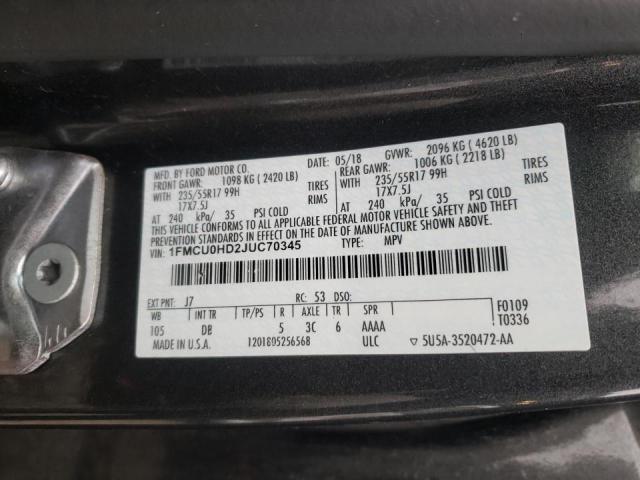 MFD. BY FORD MOTOR CO. DATE: 05/18 GVWR: 2096 KG ( 4620 LB)
FRONT GAWR: 1098 KG ( 2420 LB) REAR GAWR: 1006 KG ( 2218 LB)
WITH 235/55R17 99H TIRES WITH 235/55R17 99H TIRES
17X7.5J RIMS 17X7.5J RIMS
AT 240 kPa/ 35 PSI COLD AT 240 kPa/ 35 PSI COLD
THIS VEHICLE CONFORMS TO ALL APPLICABLE FEDERAL MOTOR VEHICLE SAFETY AND THEFT
PREVENTION STANDARDS IN EFFECT ON THE DATE OF MANUFACTURE SHOWN ABOVE.
VIN: 1FMCU0HD2JUC70345 TYPE: MPV
EXT PNT: J7 RC: 53 DSO:
WB INT TR TP/PS R AXLE TR SPR F0109
105 DB 5 3C 6 AAAA T0336
MADE IN U.S.A. 1201805256568 ULC ▽ 5U5A-3520472-AA